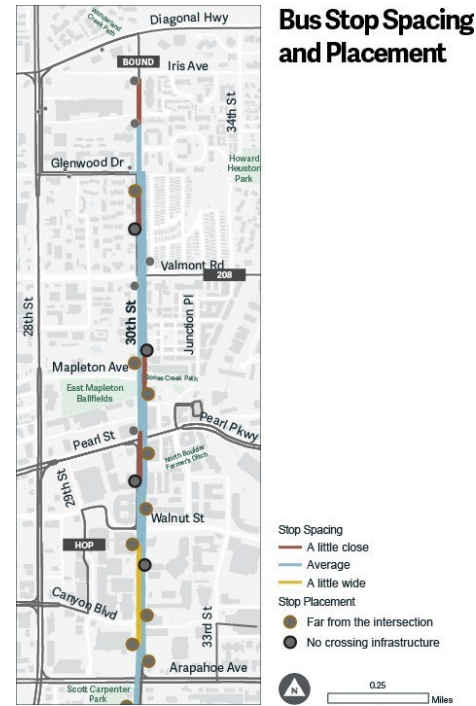 Bus Stop Spacing
and Placement
Wonderland
Creek Path
Diagonal Hwy
BOUND
Iris Ave
34th St
Glenwood Dr
Howard
Heuston
Park
Valmont Rd
208
28th St
30th St
Junction Pl
Mapleton Ave
Goose Creek Path
East Mapleton
Ballfields
Pearl Pkwy
Pearl St
North Boulder
Farmer's Ditch
29th St
Walnut St
HOP
Canyon Blvd
33rd St
Arapahoe Ave
Scott Carpenter
Park
Stop Spacing
A little close
Average
A little wide
Stop Placement
Far from the intersection
No crossing infrastructure
N
0.25
Miles